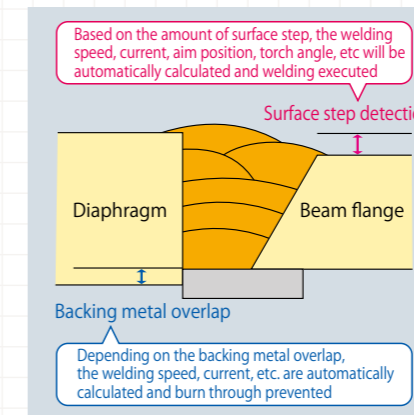 Based on the amount of surface step, the welding
speed, current, aim position, torch angle, etc will be
automatically calculated and welding executed
Surface step
Diaphragm
Beam flange
Backing metal overlap
Depending on the backing metal overlap,
the welding speed, current, etc. are automatically
calculated and burn through prevented